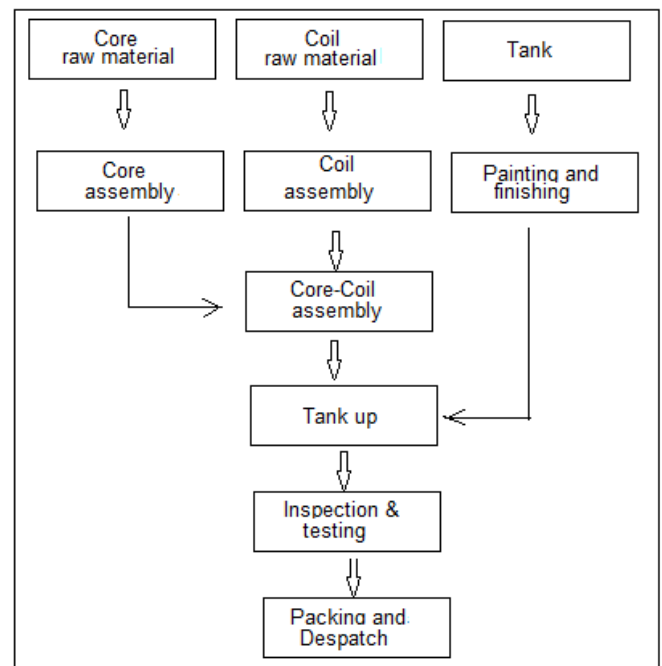 Core
raw material
Coil
raw material
Tank
Core
assembly
Coil
assembly
Painting and
finishing
Core-Coil
assembly
Tank up
Inspection &
testing
Packing and
Despatch